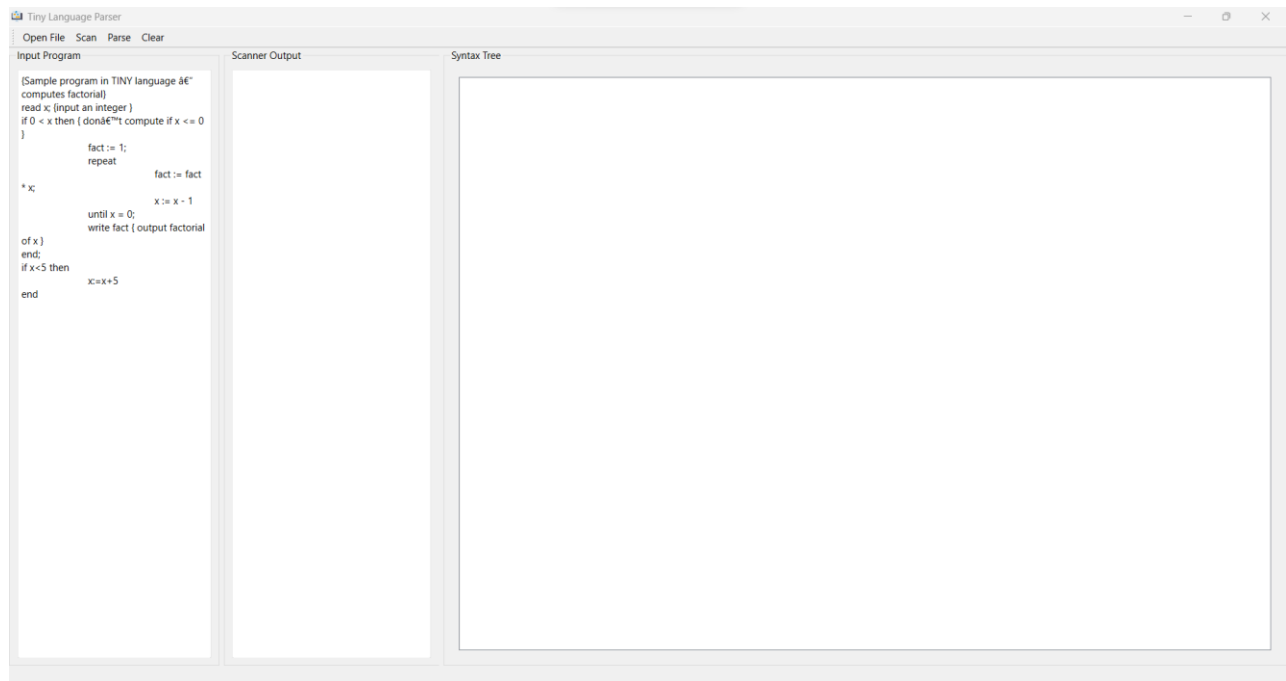 Tiny Language Parser
Open File Scan Parse Clear
Input Program
Scanner Output
Syntax Tree
{Sample program in TINY language â€“
computes factorial}
read x; {input an integer }
if 0 < x then { donâ€™t compute if x <= 0
}
fact := 1;
repeat
fact := fact
* x;
x := x - 1
until x = 0;
write fact { output factorial
of x }
end;
if x<5 then
x:=x+5
end